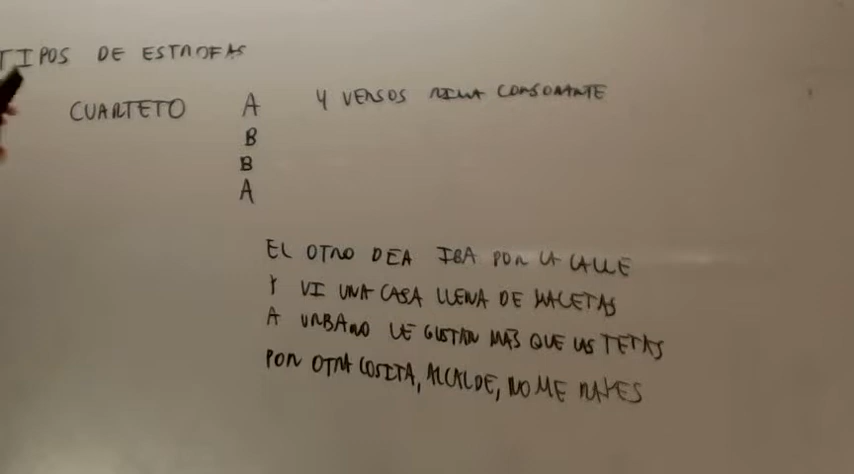 TIPOS DE ESTROFAS
CUARTETO A 4 VERSOS RIMA CONSONANTE
B
B
A
EL OTRO DEA IBA POR LA CALLE
Y VI UNA CASA LLENA DE MACETAS
A URBANO LE GUSTAN MAS QUE LAS TETAS
POR OTRA COSITA, ALCALDE, NO ME RAYES